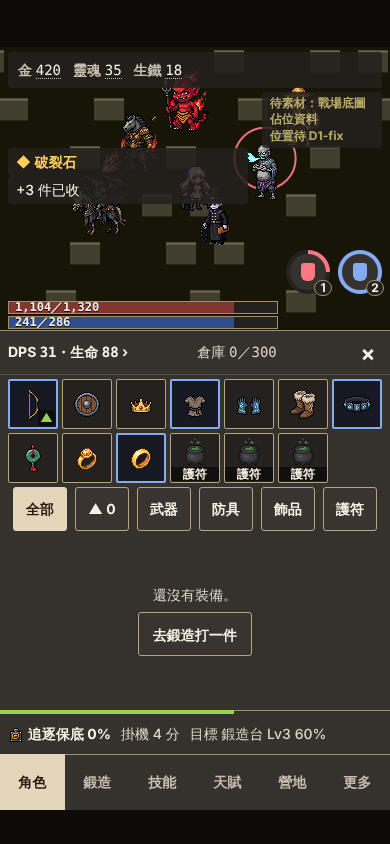 金 420 靈魂 35 生鐵 18
待素材：戰場底圖
佔位資料
位置待 D1-fix
◆ 破裂石
+3 件已收
1 2
1,104／1,320
241／286
DPS 31・生命 88 ›
倉庫 0／300
×
護符 護符 護符
全部 ▲ 0 武器 防具 飾品 護符
還沒有裝備。
去鍛造打一件
追逐保底 0% 掛機 4 分 目標 鍛造台 Lv3 60%
角色 鍛造 技能 天賦 營地 更多